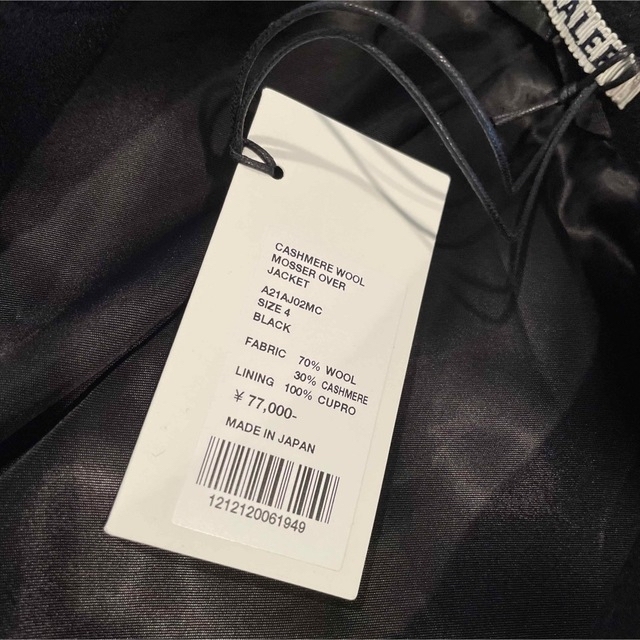 CASHMERE WOOL
MOSSER OVER
JACKET
A21AJ02MC
SIZE 4
BLACK
FABRIC 70% WOOL
30% CASHMERE
LINING 100% CUPRO
¥ 77,000-
MADE IN JAPAN
1212120061949